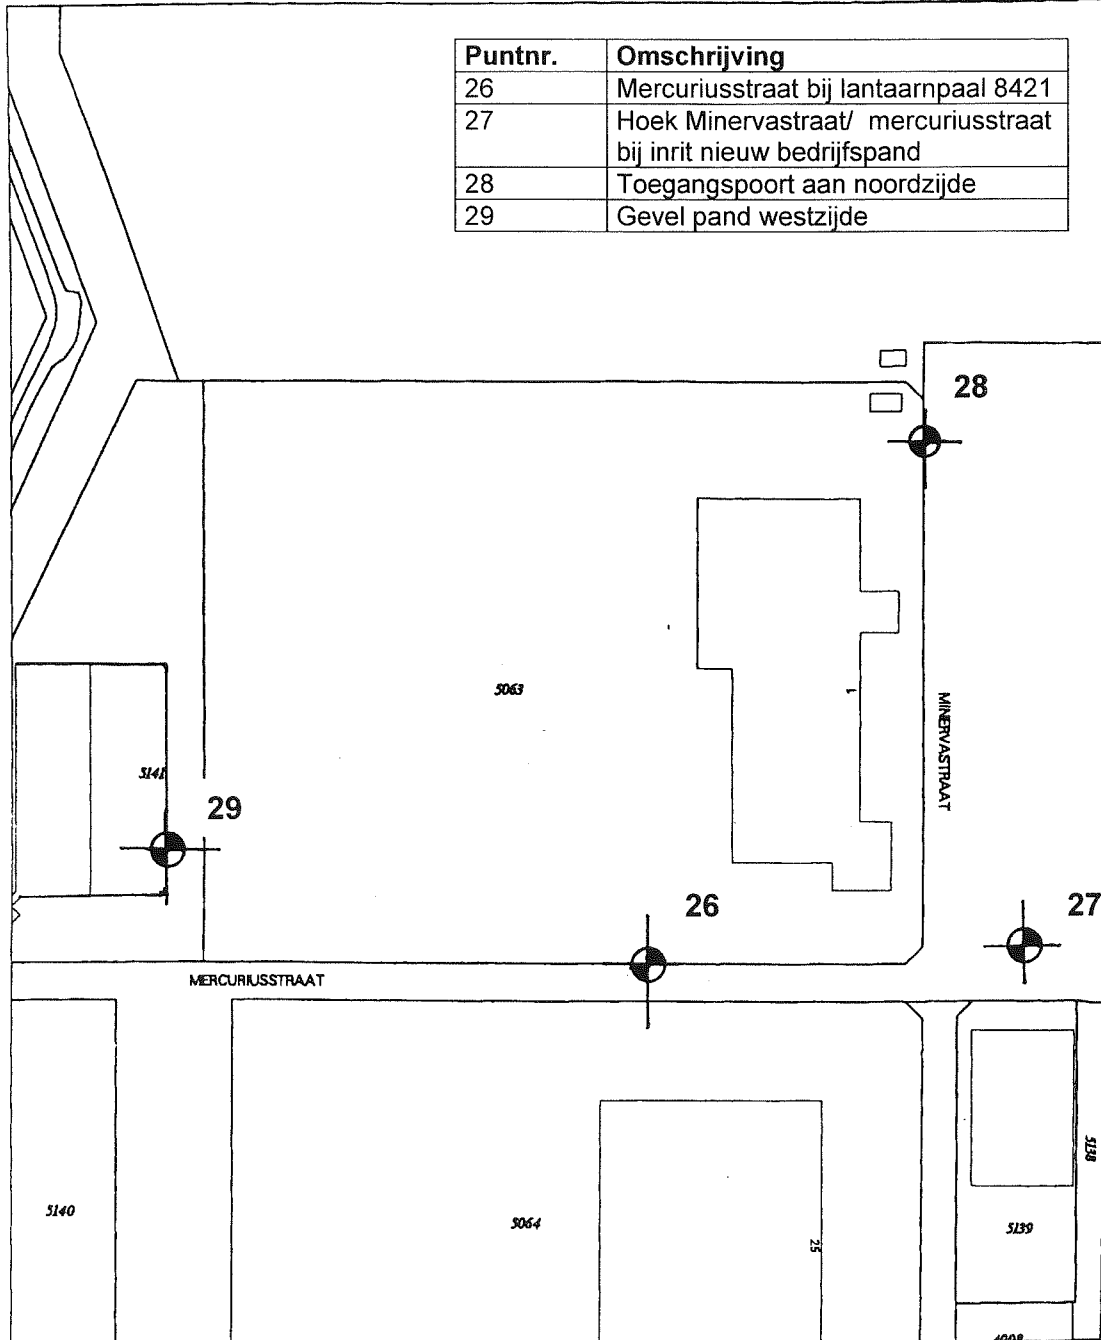 Puntnr. Omschrijving
26 Mercuriusstraat bij lantaarnpaal 8421
27 Hoek Minervastraat/ mercuriusstraat
bij inrit nieuw bedrijfspand
28 Toegangspoort aan noordzijde
29 Gevel pand westzijde
28
5063
1
MINERVASTRAAT
5141
29
26
27
MERCURIUSSTRAAT
5138
5140
5064
25
5139